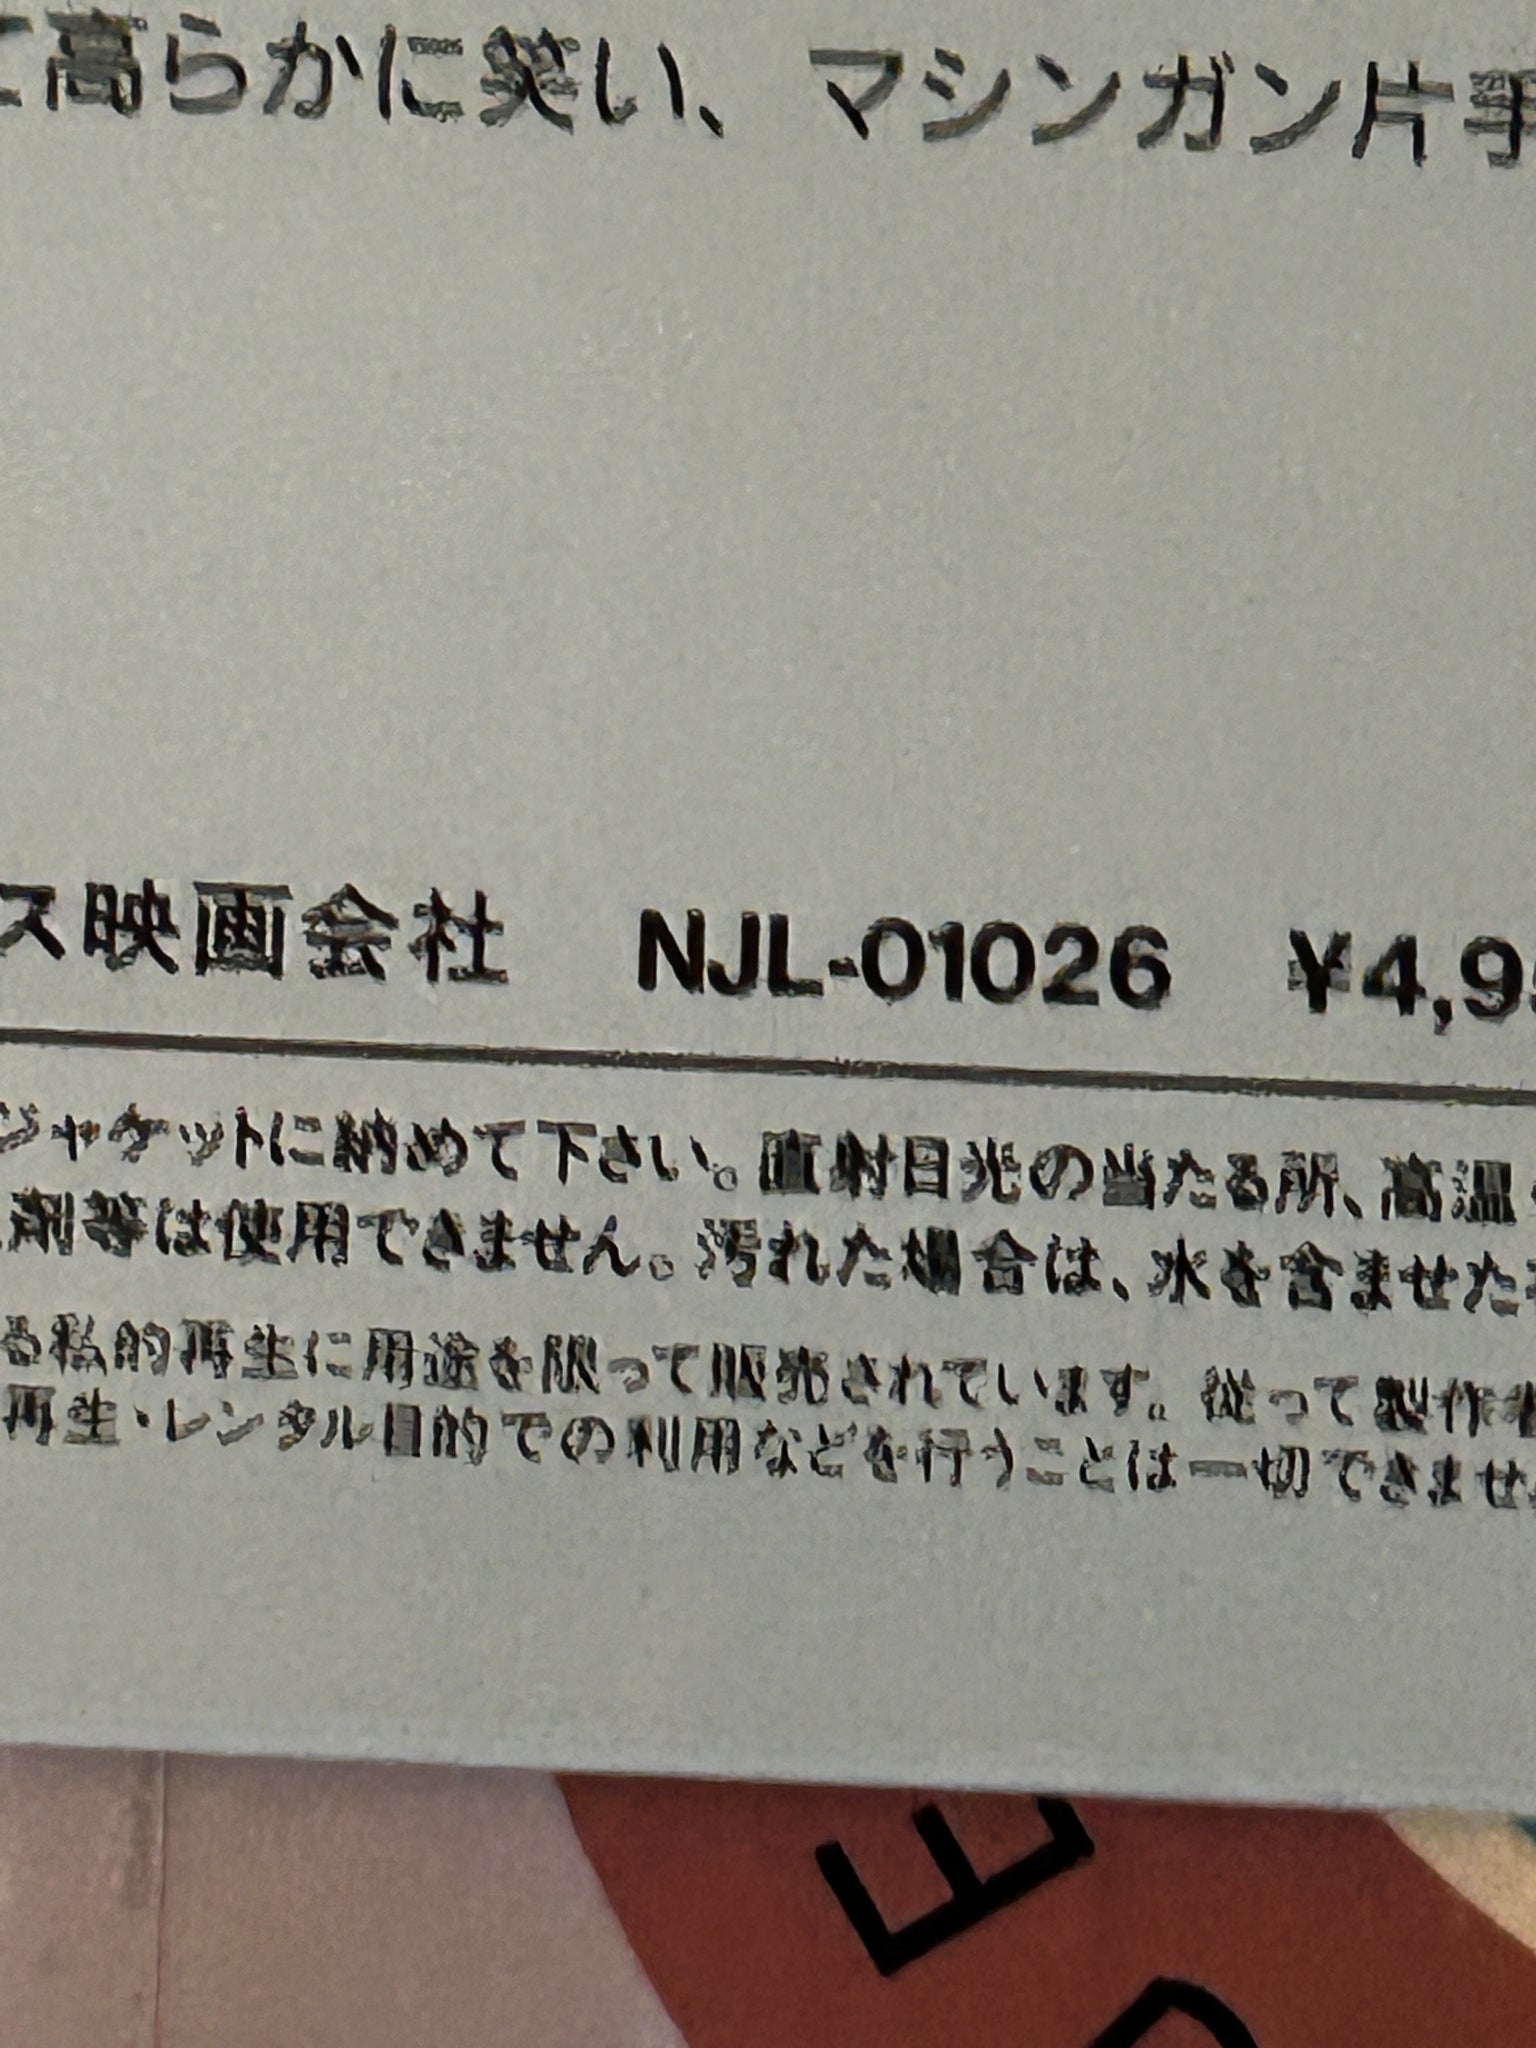 に高らかに笑い、マシンガン片手
ス映画会社 NJL-01026 ¥4,95
ジャケットに納めて下さい。直射日光の当たる所、高温
剤等は使用できません。汚れた場合は、水を含ませた
る私的再生に用途を限って販売されています。従って製作
再生・レンタル目的での利用などを行うことは一切できません
E